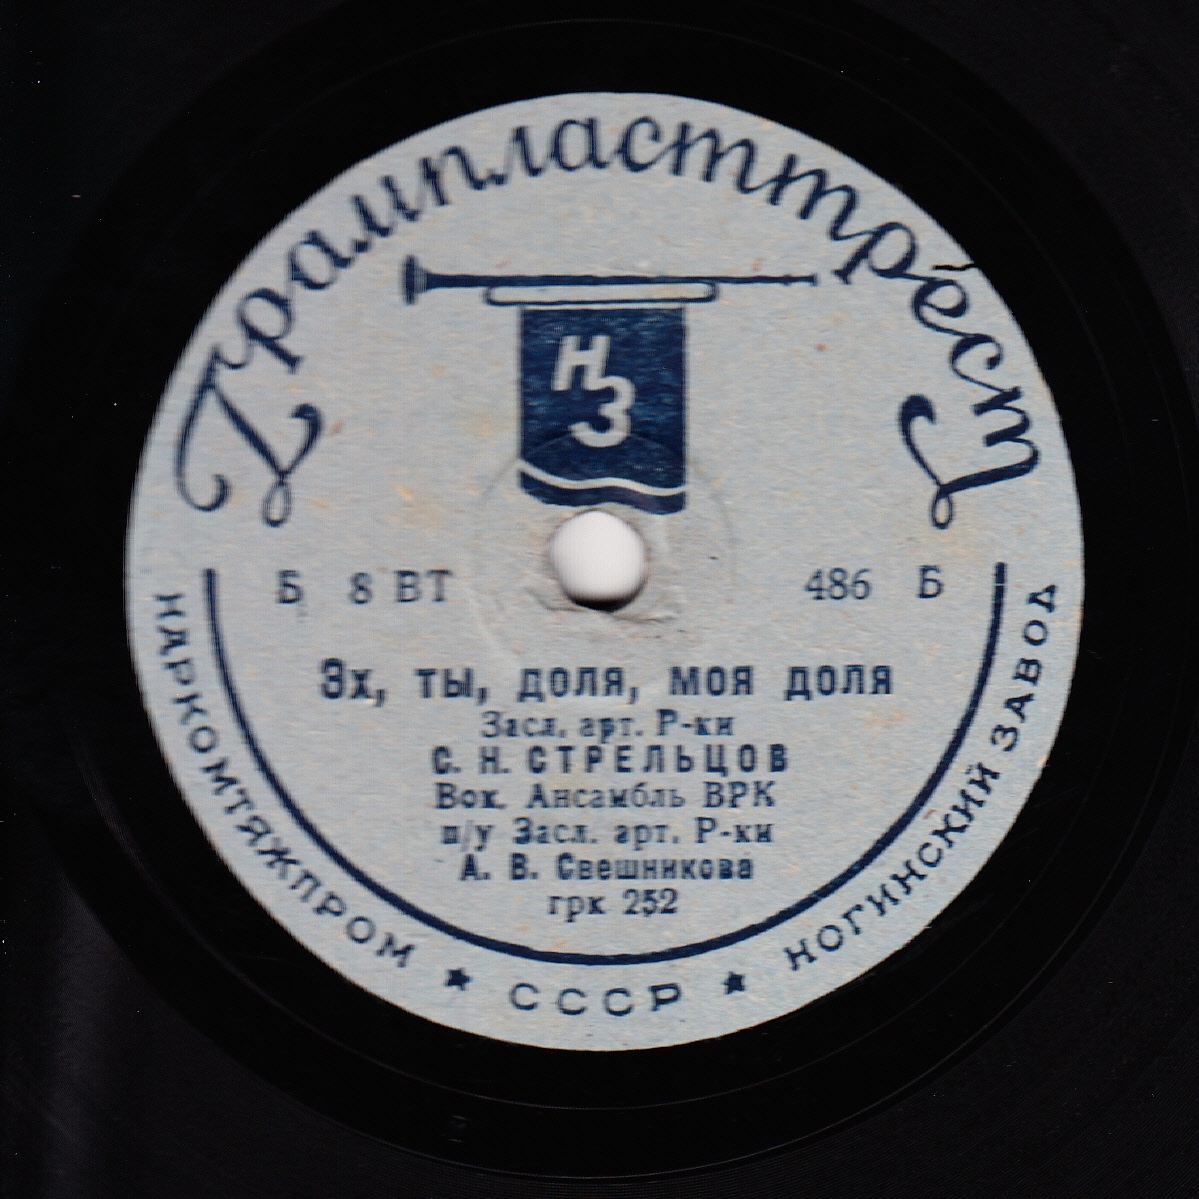 Грампласттрест
НЗ
Б 8 ВТ 486 Б
Эх, ты, доля, моя доля
Засл. арт. Р-ки
С. Н. СТРЕЛЬЦОВ
Вок. Ансамбль ВРК
п/у Засл. арт. Р-ки
А. В. Свешникова
грк 252
НАРКОМТЯЖПРОМ ★ СССР ★ НОГИНСКИЙ ЗАВОД